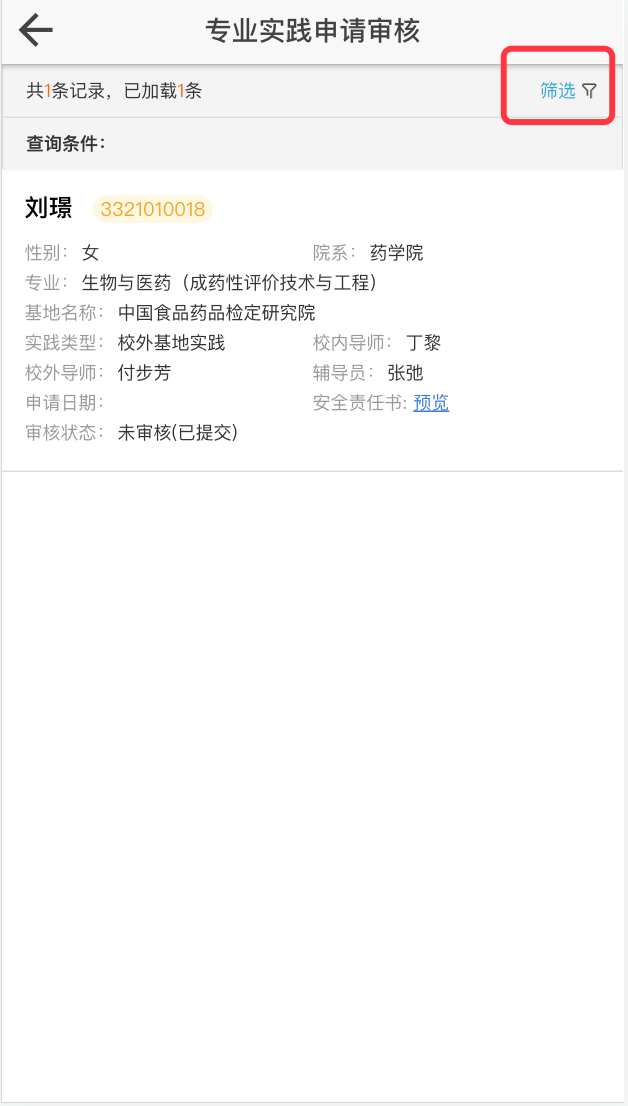 专业实践申请审核
共1条记录，已加载1条 筛选
查询条件：
刘璟 3321010018
性别： 女 院系： 药学院
专业： 生物与医药（成药性评价技术与工程）
基地名称： 中国食品药品检定研究院
实践类型： 校外基地实践 校内导师： 丁黎
校外导师： 付步芳 辅导员： 张弛
申请日期： 安全责任书: 预览
审核状态： 未审核(已提交)